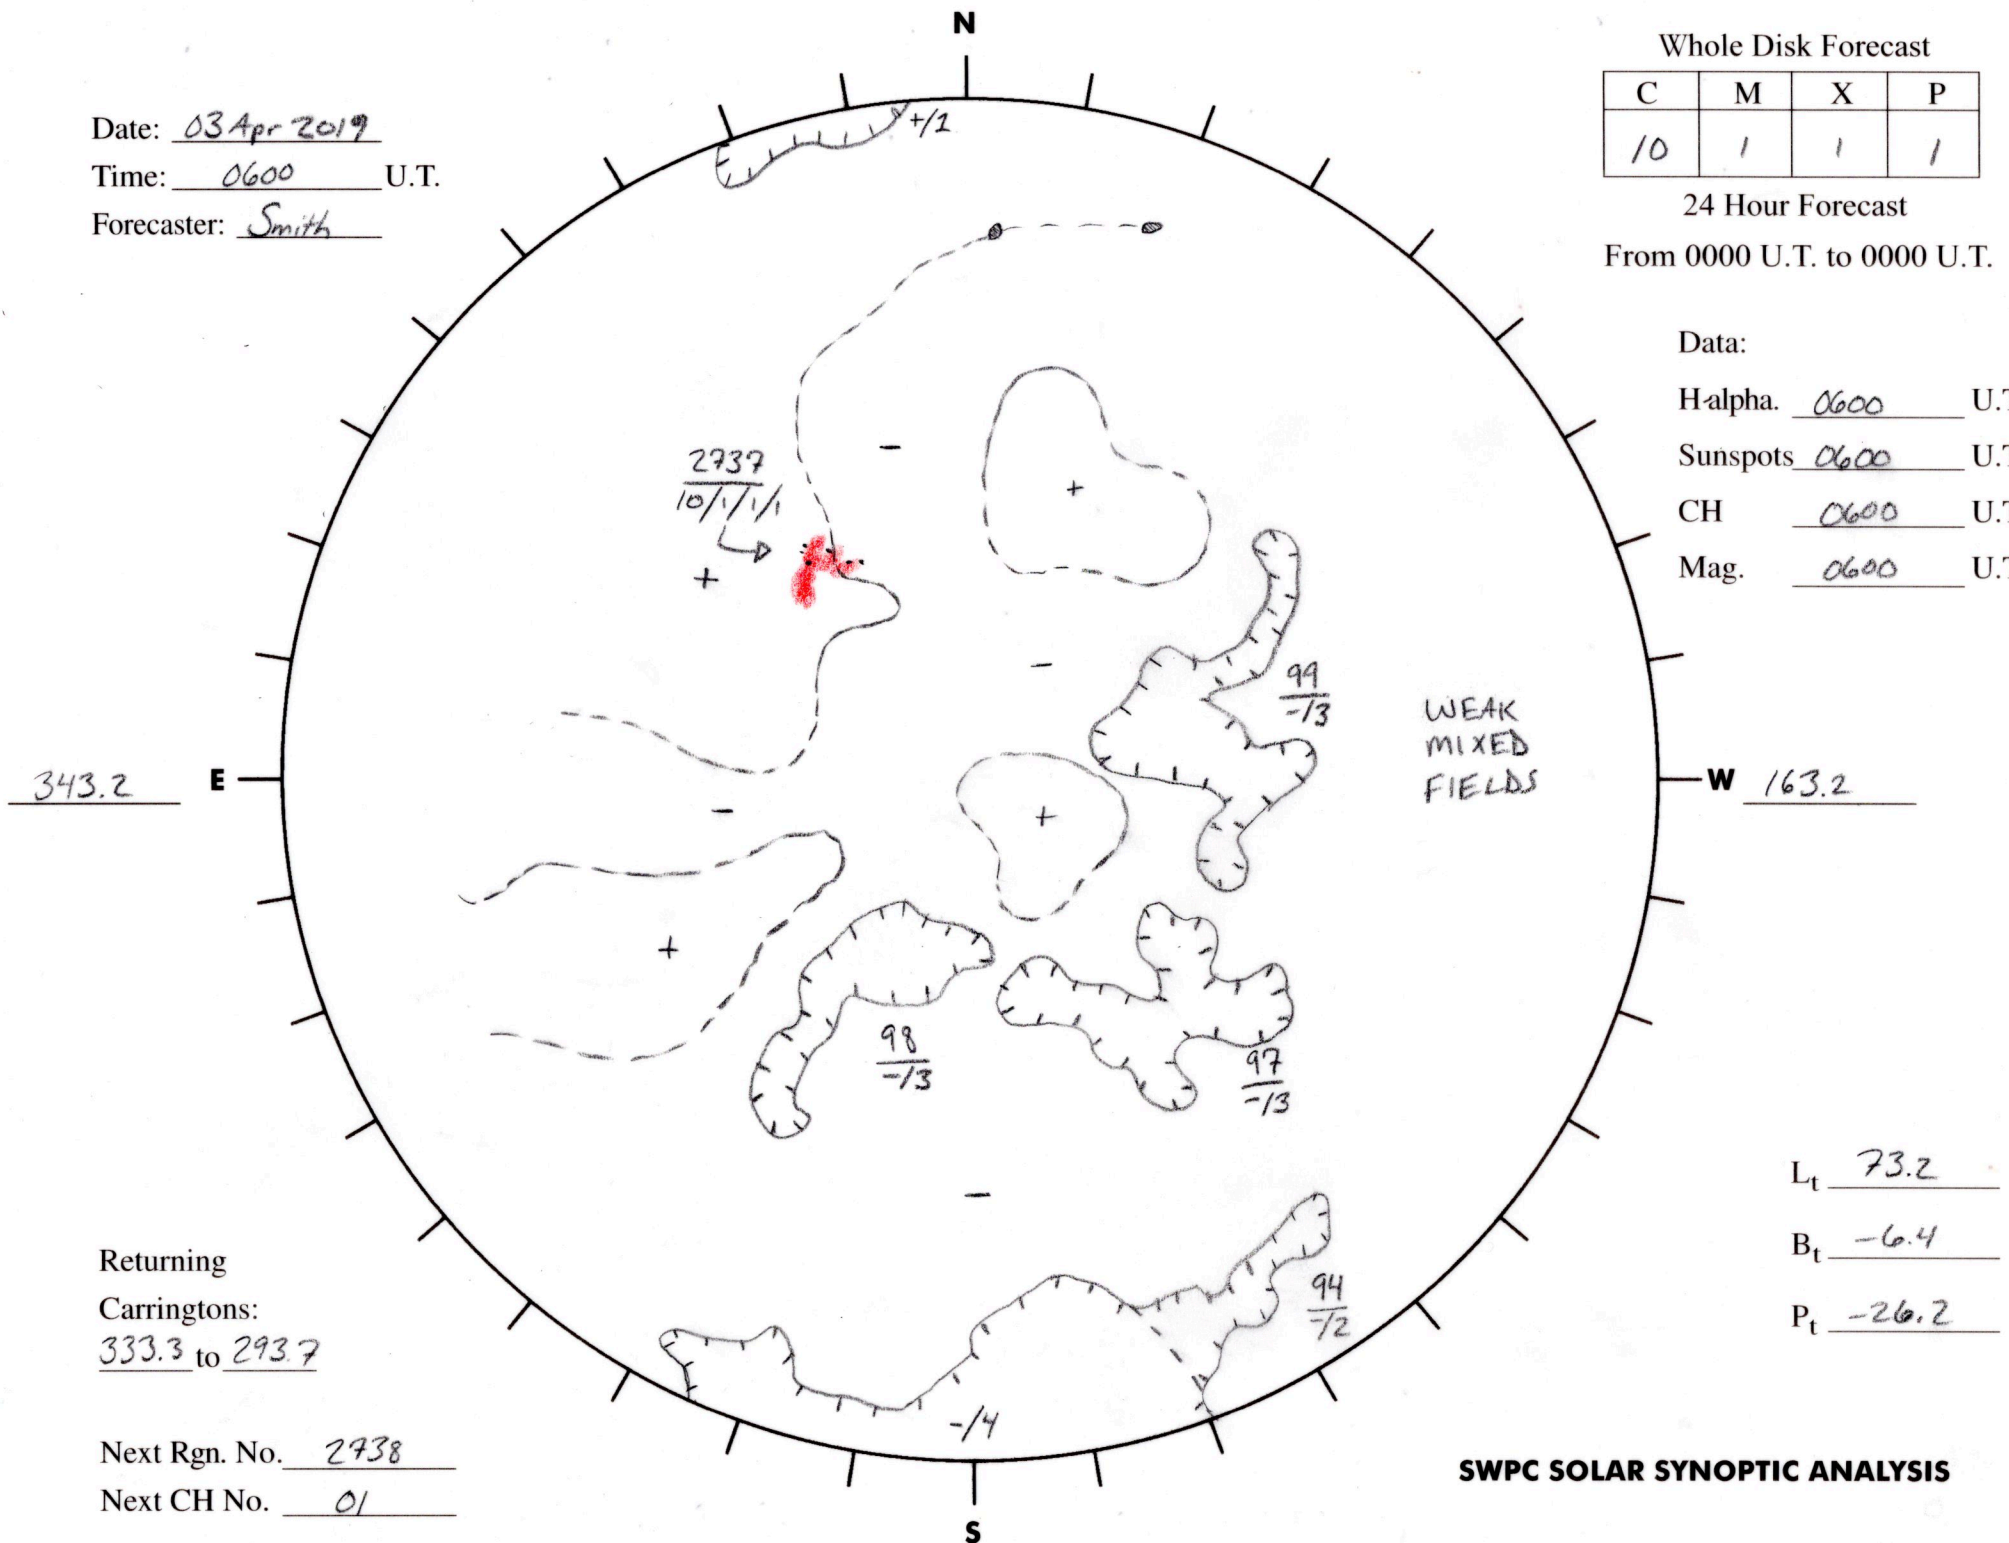 N
Whole Disk Forecast
C M X P
10 1 1 1
24 Hour Forecast
From 0000 U.T. to 0000 U.T.
Date: 03 Apr 2019
Time: 0600 U.T.
Forecaster: Smith
+/1
Data:
H-alpha. 0600 U.T
Sunspots 0600 U.T
CH 0600 U.T
Mag. 0600 U.T
2737
10/1/1/1
-
+
+
-
99
-/3
WEAK
MIXED
FIELDS
343.2 E
W 163.2
-
+
+
98
-/3
97
-/3
-
94
-/2
-/4
Lt 73.2
Bt -6.4
Pt -26.2
Returning
Carringtons:
333.3 to 293.7
Next Rgn. No. 2738
Next CH No. 01
SWPC SOLAR SYNOPTIC ANALYSIS
S